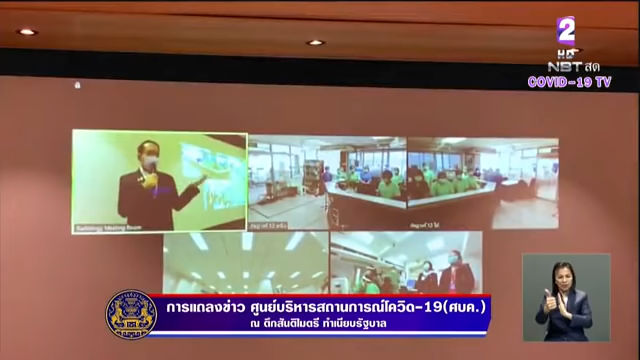 2
NBT สด
COVID-19 TV
Radiology Meeting Room
การแถลงข่าว ศูนย์บริหารสถานการณ์โควิด-19(ศบค.)
ณ ตึกสันติไมตรี ทำเนียบรัฐบาล